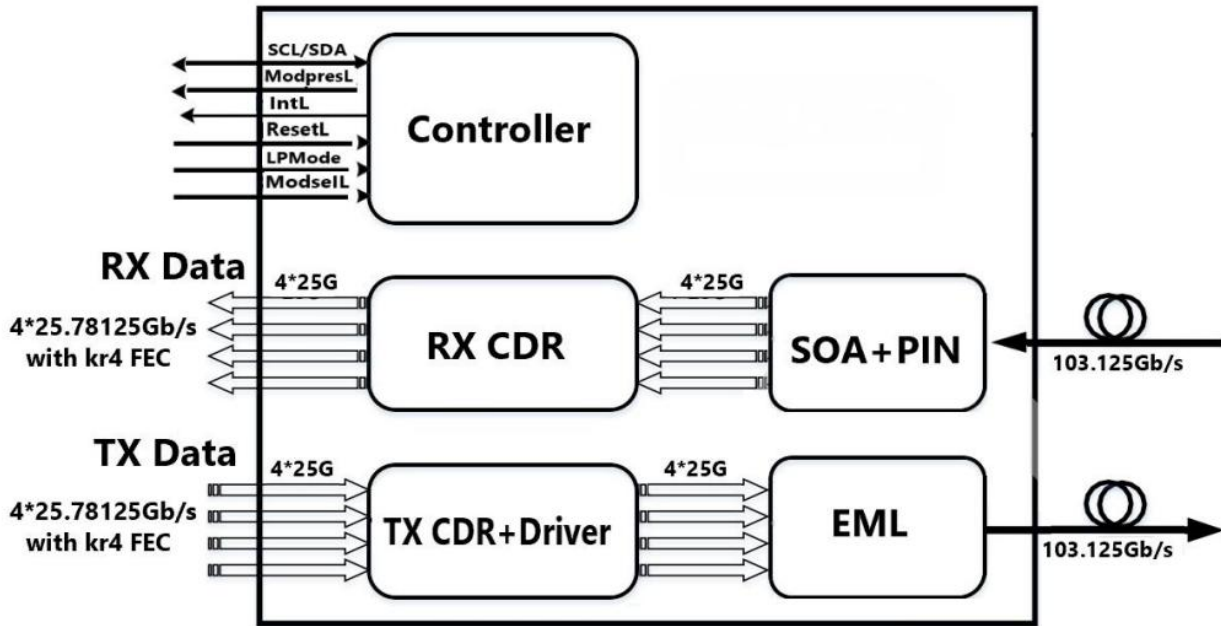 SCL/SDA
ModpresL
IntL
ResetL
LPMode
ModselL
Controller
RX Data
4*25G
4*25G
4*25.78125Gb/s
with kr4 FEC
RX CDR
SOA+PIN
103.125Gb/s
TX Data
4*25G
4*25G
4*25.78125Gb/s
with kr4 FEC
TX CDR+Driver
EML
103.125Gb/s